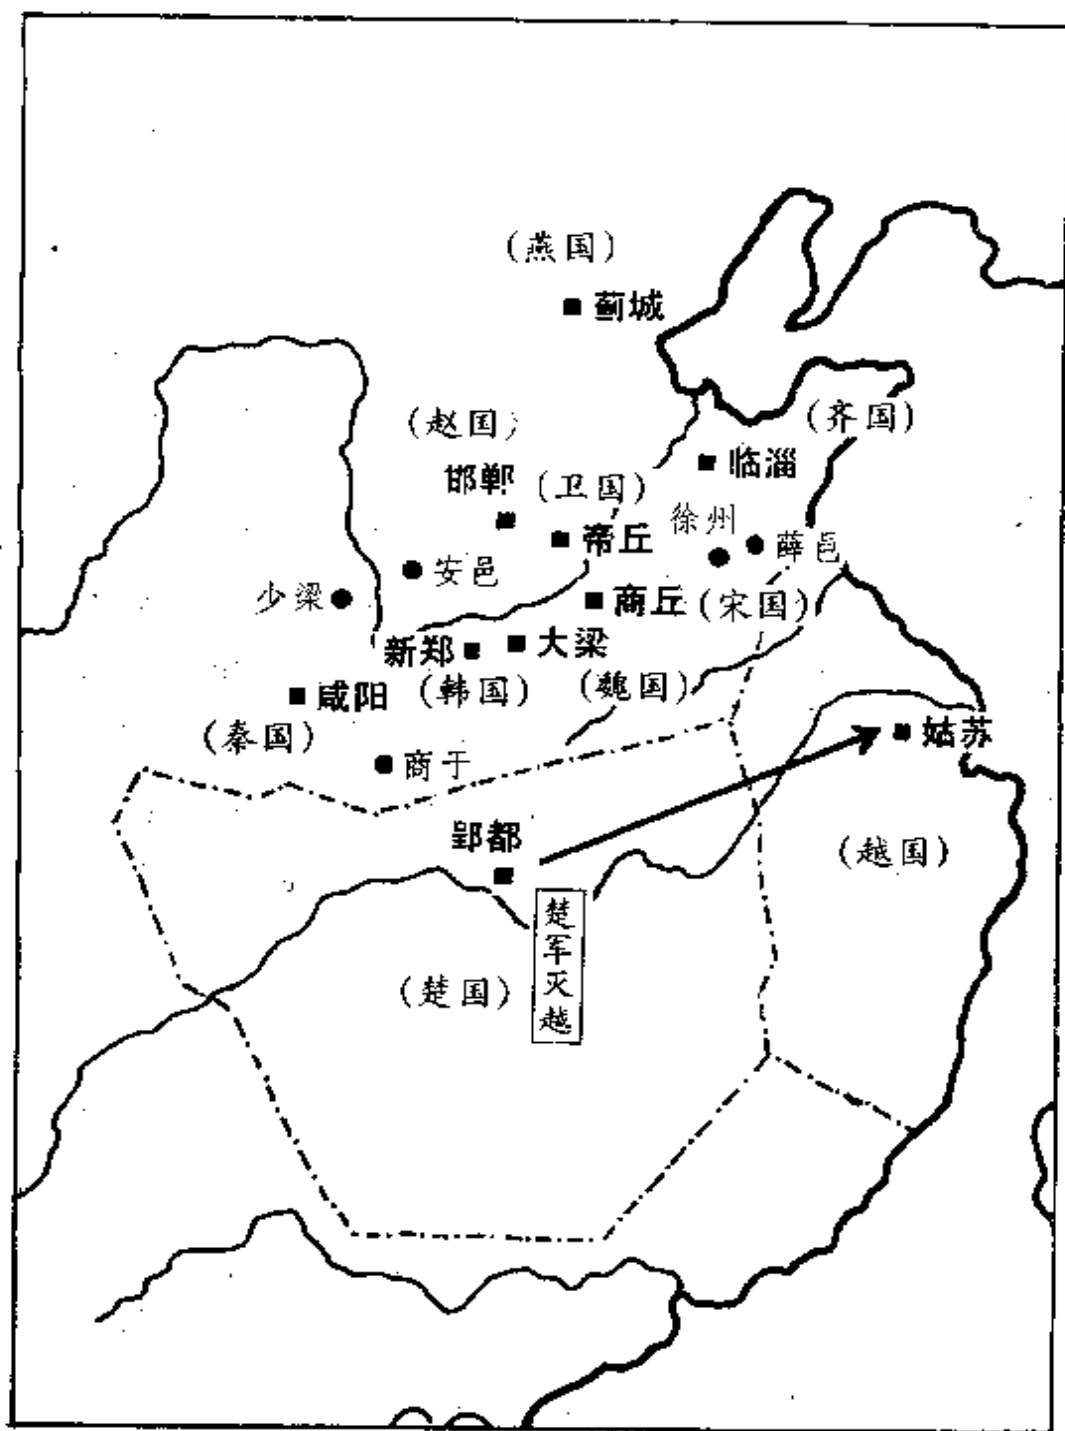 (燕国)
蓟城
(赵国)
(齐国)
临淄
邯郸
(卫国)
徐州
帝丘
薛邑
安邑
少梁
商丘
(宋国)
新郑
大梁
咸阳
(韩国)
(魏国)
(秦国)
姑苏
商于
郢都
(越国)
楚军灭越
(楚国)